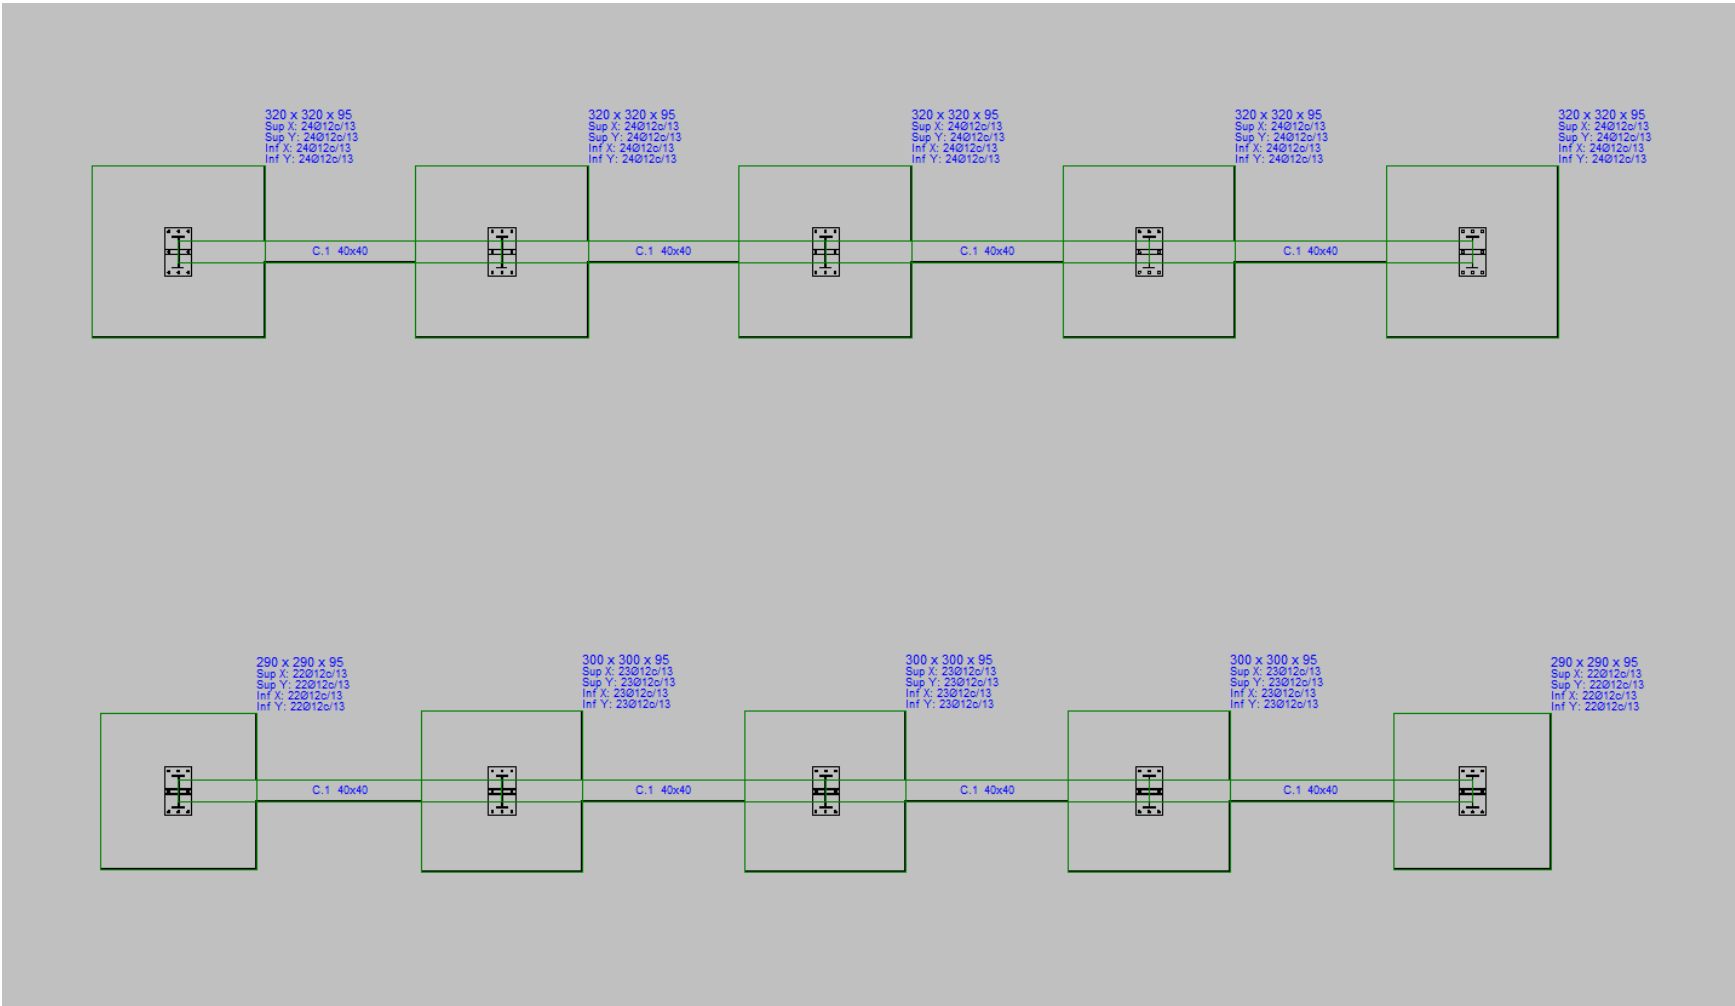 320 x 320 x 95
Sup X: 24Ø12c/13
Sup Y: 24Ø12c/13
Inf X: 24Ø12c/13
Inf Y: 24Ø12c/13
320 x 320 x 95
Sup X: 24Ø12c/13
Sup Y: 24Ø12c/13
Inf X: 24Ø12c/13
Inf Y: 24Ø12c/13
320 x 320 x 95
Sup X: 24Ø12c/13
Sup Y: 24Ø12c/13
Inf X: 24Ø12c/13
Inf Y: 24Ø12c/13
320 x 320 x 95
Sup X: 24Ø12c/13
Sup Y: 24Ø12c/13
Inf X: 24Ø12c/13
Inf Y: 24Ø12c/13
320 x 320 x 95
Sup X: 24Ø12c/13
Sup Y: 24Ø12c/13
Inf X: 24Ø12c/13
Inf Y: 24Ø12c/13
C.1 40x40
C.1 40x40
C.1 40x40
C.1 40x40
290 x 290 x 95
Sup X: 22Ø12c/13
Sup Y: 22Ø12c/13
Inf X: 22Ø12c/13
Inf Y: 22Ø12c/13
300 x 300 x 95
Sup X: 23Ø12c/13
Sup Y: 23Ø12c/13
Inf X: 23Ø12c/13
Inf Y: 23Ø12c/13
300 x 300 x 95
Sup X: 23Ø12c/13
Sup Y: 23Ø12c/13
Inf X: 23Ø12c/13
Inf Y: 23Ø12c/13
300 x 300 x 95
Sup X: 23Ø12c/13
Sup Y: 23Ø12c/13
Inf X: 23Ø12c/13
Inf Y: 23Ø12c/13
290 x 290 x 95
Sup X: 22Ø12c/13
Sup Y: 22Ø12c/13
Inf X: 22Ø12c/13
Inf Y: 22Ø12c/13
C.1 40x40
C.1 40x40
C.1 40x40
C.1 40x40